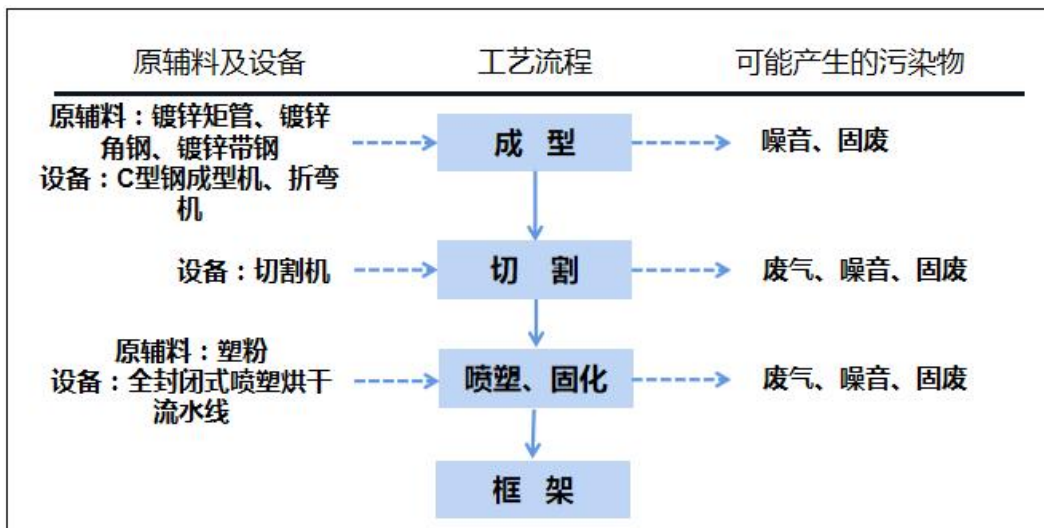 原辅料及设备 工艺流程 可能产生的污染物
原辅料：镀锌矩管、镀锌
角钢、镀锌带钢
设备：C型钢成型机、折弯
机
成 型
噪音、固废
设备：切割机
切 割
废气、噪音、固废
原辅料：塑粉
设备：全封闭式喷塑烘干
流水线
喷塑、固化
废气、噪音、固废
框 架